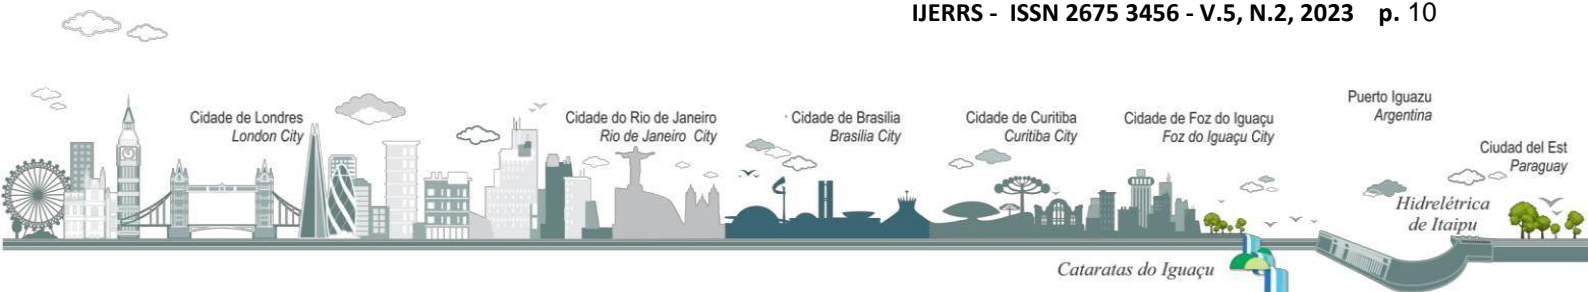 IJERRS - ISSN 2675 3456 - V.5, N.2, 2023 p. 10
Cidade de Londres
London City
Cidade do Rio de Janeiro
Rio de Janeiro City
Cidade de Brasilia
Brasilia City
Cidade de Curitiba
Curitiba City
Cidade de Foz do Iguaçu
Foz do Iguaçu City
Puerto Iguazu
Argentina
Ciudad del Est
Paraguay
Hidrelétrica
de Itaipu
Cataratas do Iguaçu